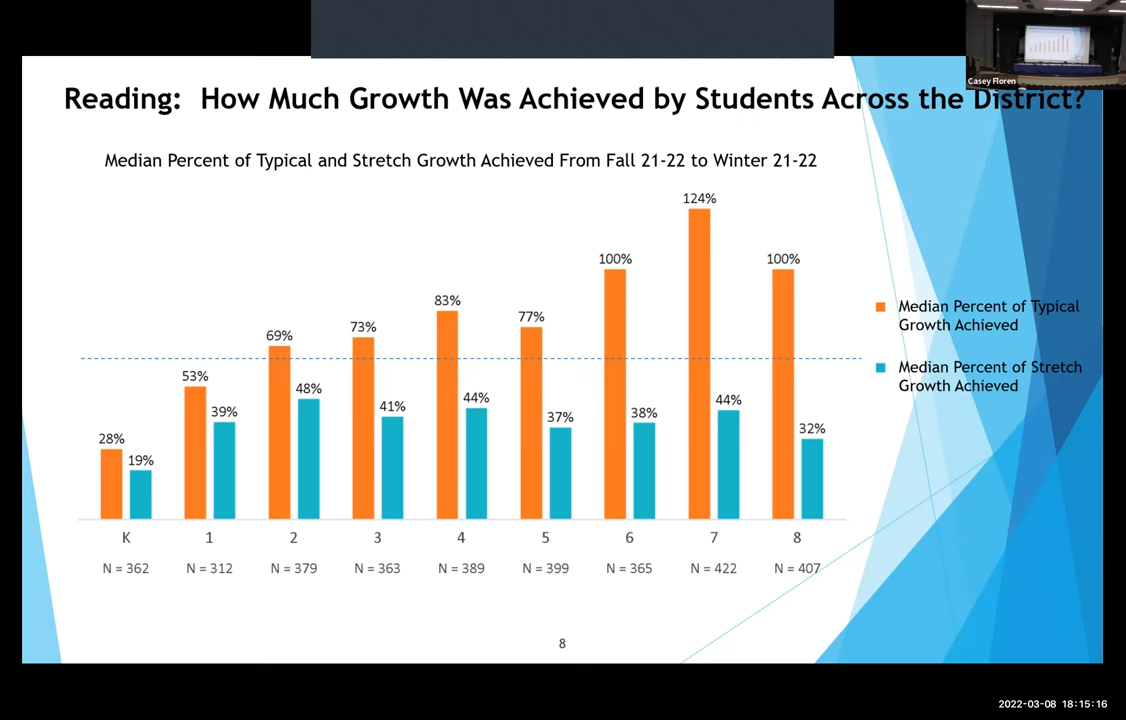 Casey Floren
Reading: How Much Growth Was Achieved by Students Across the District?
Median Percent of Typical and Stretch Growth Achieved From Fall 21-22 to Winter 21-22
28%
19%
53%
39%
69%
48%
73%
41%
83%
44%
77%
37%
100%
38%
124%
44%
100%
32%
Median Percent of Typical
Growth Achieved
Median Percent of Stretch
Growth Achieved
K 1 2 3 4 5 6 7 8
N = 362 N = 312 N = 379 N = 363 N = 389 N = 399 N = 365 N = 422 N = 407
8
2022-03-08 18:15:16